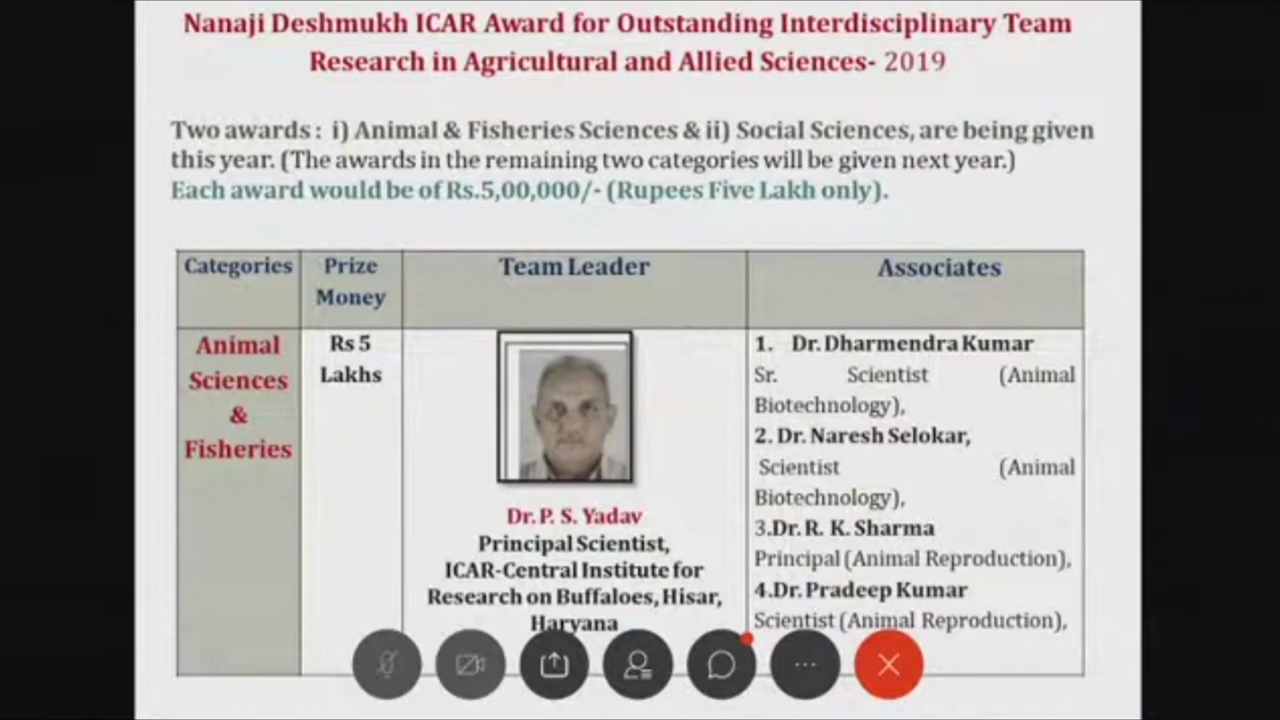 Nanaji Deshmukh ICAR Award for Outstanding Interdisciplinary Team
Research in Agricultural and Allied Sciences- 2019
Two awards : i) Animal & Fisheries Sciences & ii) Social Sciences, are being given
this year. (The awards in the remaining two categories will be given next year.)
Each award would be of Rs.5,00,000/- (Rupees Five Lakh only).
Categories
Prize
Money
Team Leader
Associates
Animal
Sciences
&
Fisheries
Rs 5
Lakhs
Dr. P. S. Yadav
Principal Scientist,
ICAR-Central Institute for
Research on Buffaloes, Hisar,
Haryana
1. Dr. Dharmendra Kumar
Sr. Scientist (Animal
Biotechnology),
2. Dr. Naresh Selokar,
Scientist (Animal
Biotechnology),
3.Dr. R. K. Sharma
Principal (Animal Reproduction),
4.Dr. Pradeep Kumar
Scientist (Animal Reproduction),